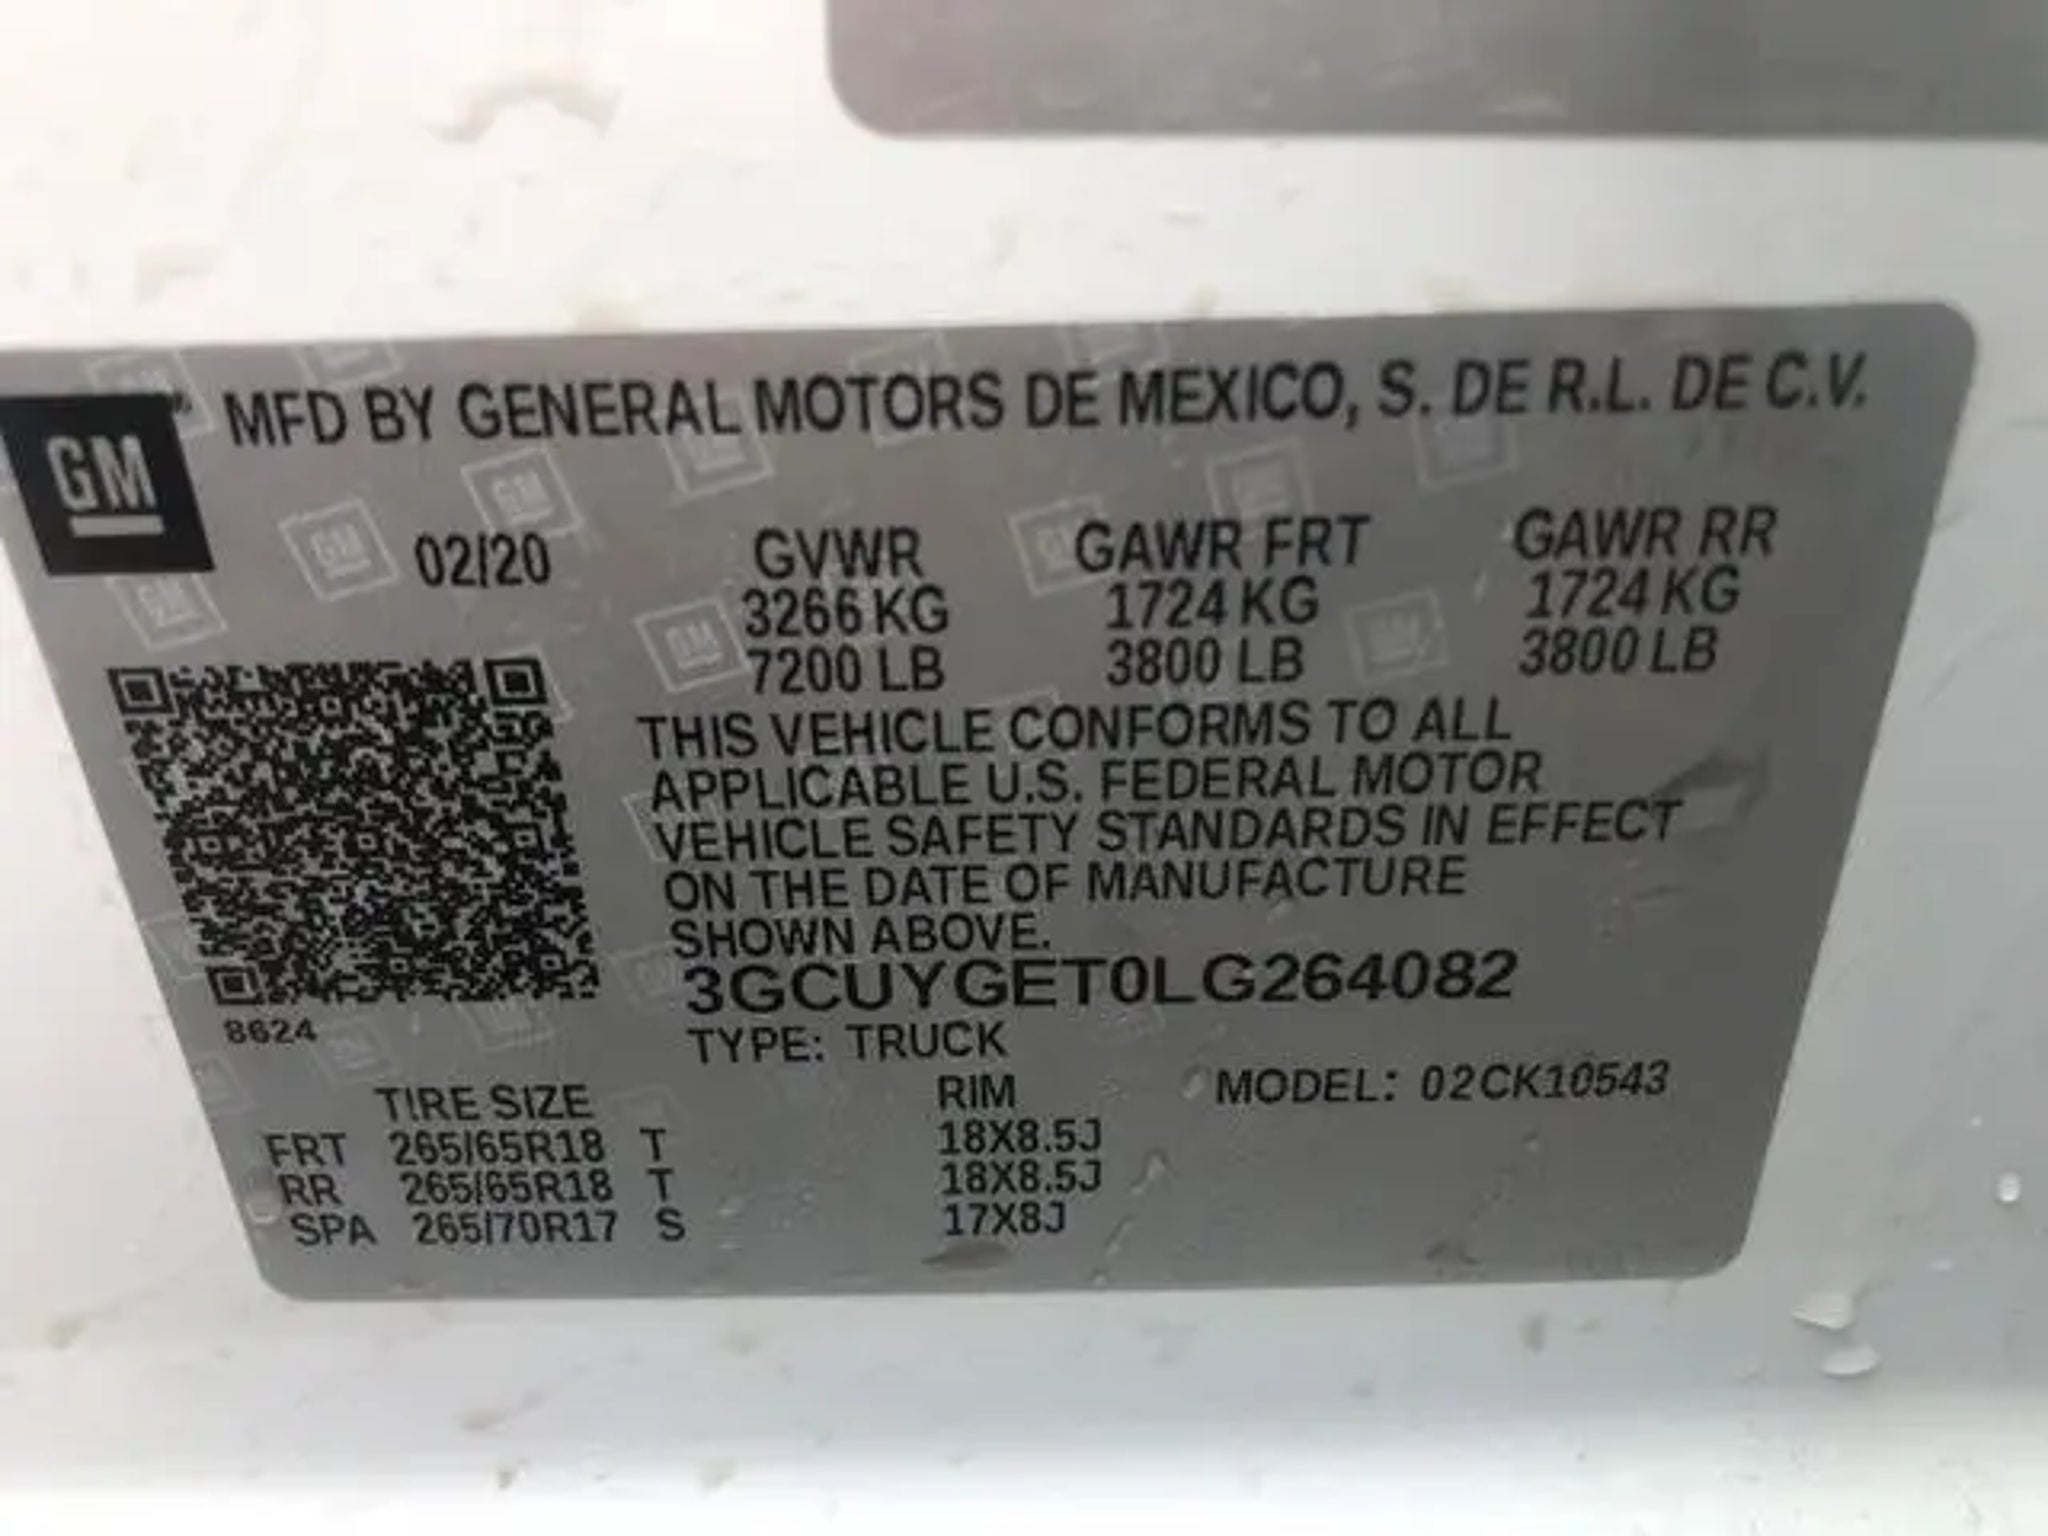 GM
MFD BY GENERAL MOTORS DE MEXICO, S. DE R.L. DE C.V.
02/20 GVWR GAWR FRT GAWR RR
3266 KG 1724 KG 1724 KG
7200 LB 3800 LB 3800 LB
THIS VEHICLE CONFORMS TO ALL
APPLICABLE U.S. FEDERAL MOTOR
VEHICLE SAFETY STANDARDS IN EFFECT
ON THE DATE OF MANUFACTURE
SHOWN ABOVE.
3GCUYGET0LG264082
8624
TYPE: TRUCK
TIRE SIZE RIM MODEL: 02CK10543
FRT 265/65R18 T 18X8.5J
RR 265/65R18 T 18X8.5J
SPA 265/70R17 S 17X8J